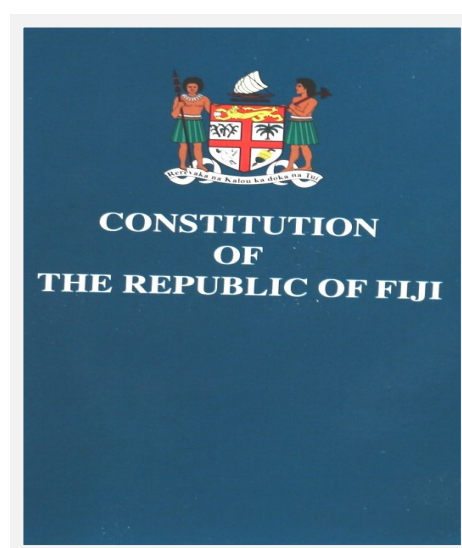 Rerevaka na Kalou ka doka na Tui
CONSTITUTION
OF
THE REPUBLIC OF FIJI